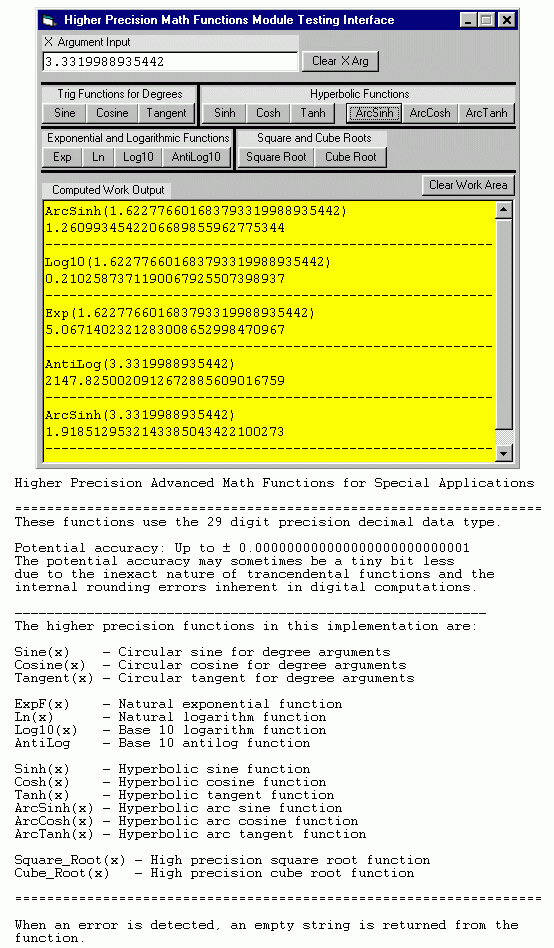 Higher Precision Math Functions Module Testing Interface
X Argument Input
3.3319988935442
Clear X Arg
Trig Functions for Degrees
Hyperbolic Functions
Sine Cosine Tangent
Sinh Cosh Tanh ArcSinh ArcCosh ArcTanh
Exponential and Logarithmic Functions
Square and Cube Roots
Exp Ln Log10 AntiLog10
Square Root Cube Root
Computed Work Output
Clear Work Area
ArcSinh(1.6227766016837933199889​35442)
1.2609934542206689855962775344
--------------------------------------------------------
Log10(1.622776601683793319988935442)
0.2102587371190067925507398937
--------------------------------------------------------
Exp(1.622776601683793319988935442)
5.0671402321283008652998470967
--------------------------------------------------------
AntiLog(3.3319988935442)
2147.8250020912672885609016759
--------------------------------------------------------
ArcSinh(3.3319988935442)
1.9185129532143385043422100273
--------------------------------------------------------
Higher Precision Advanced Math Functions for Special Applications
==================================================================
These functions use the 29 digit precision decimal data type.
Potential accuracy: Up to ± 0.0000000000000000000000000001
The potential accuracy may sometimes be a tiny bit less
due to the inexact nature of trancendental functions and the
internal rounding errors inherent in digital computations.
-----------------------------------------------------------
The higher precision functions in this implementation are:
Sine(x) - Circular sine for degree arguments
Cosine(x) - Circular cosine for degree arguments
Tangent(x) - Circular tangent for degree arguments
ExpF(x) - Natural exponential function
Ln(x) - Natural logarithm function
Log10(x) - Base 10 logarithm function
AntiLog - Base 10 antilog function
Sinh(x) - Hyperbolic sine function
Cosh(x) - Hyperbolic cosine function
Tanh(x) - Hyperbolic tangent function
ArcSinh(x) - Hyperbolic arc sine function
ArcCosh(x) - Hyperbolic arc cosine function
ArcTanh(x) - Hyperbolic arc tangent function
Square_Root(x) - High precision square root function
Cube_Root(x) - High precision cube root function
==================================================================
When an error is detected, an empty string is returned from the
function.